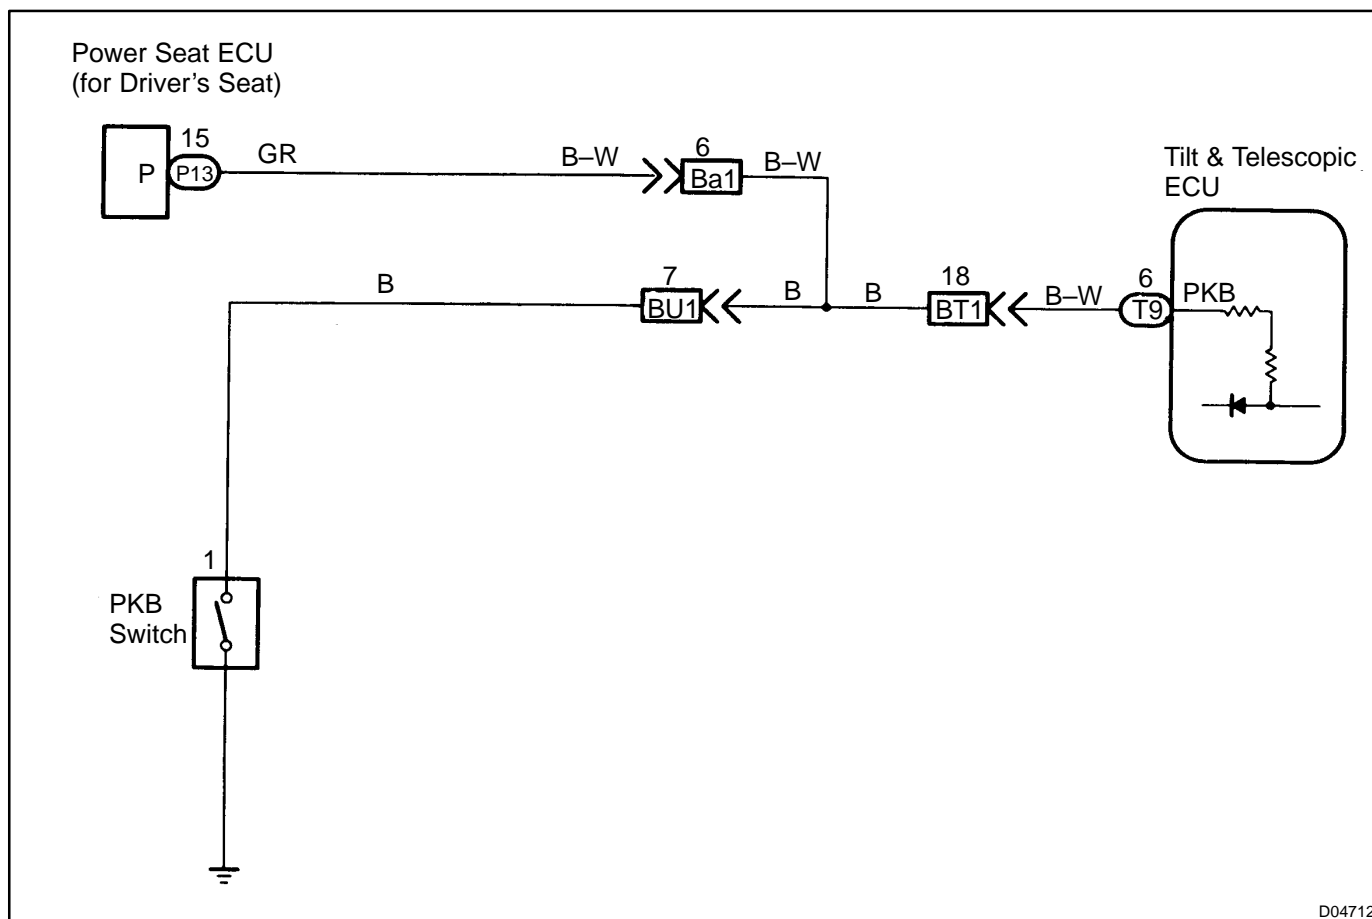 Power Seat ECU
(for Driver's Seat)
15
P
P13
GR
B–W
6
Ba1
B–W
Tilt & Telescopic
ECU
B
7
BU1
B
B
18
BT1
B–W
6
T9
PKB
1
PKB
Switch
D04712